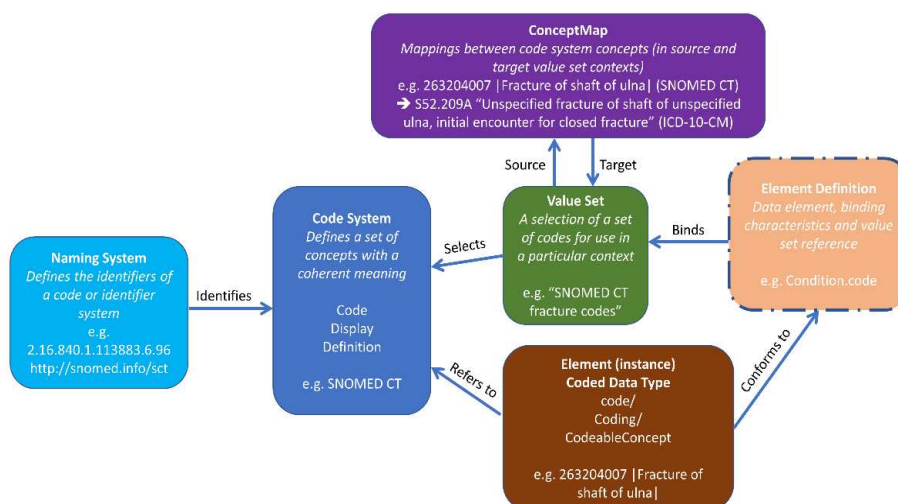 ConceptMap
Mappings between code system concepts (in source and
target value set contexts)
e.g. 263204007 |Fracture of shaft of ulna| (SNOMED CT)
➔ S52.209A “Unspecified fracture of shaft of unspecified
ulna, initial encounter for closed fracture” (ICD-10-CM)
Source
Target
Naming System
Defines the identifiers of
a code or identifier
system
e.g.
2.16.840.1.113883.6.96
http://snomed.info/sct
Identifies
Code System
Defines a set of
concepts with a
coherent meaning
Code
Display
Definition
e.g. SNOMED CT
Selects
Value Set
A selection of a set
of codes for use in
a particular context
e.g. “SNOMED CT
fracture codes”
Binds
Element Definition
Data element, binding
characteristics and value
set reference
e.g. Condition.code
Refers to
Element (instance)
Coded Data Type
code/
Coding/
CodeableConcept
e.g. 263204007 |Fracture of
shaft of ulna|
Conforms to